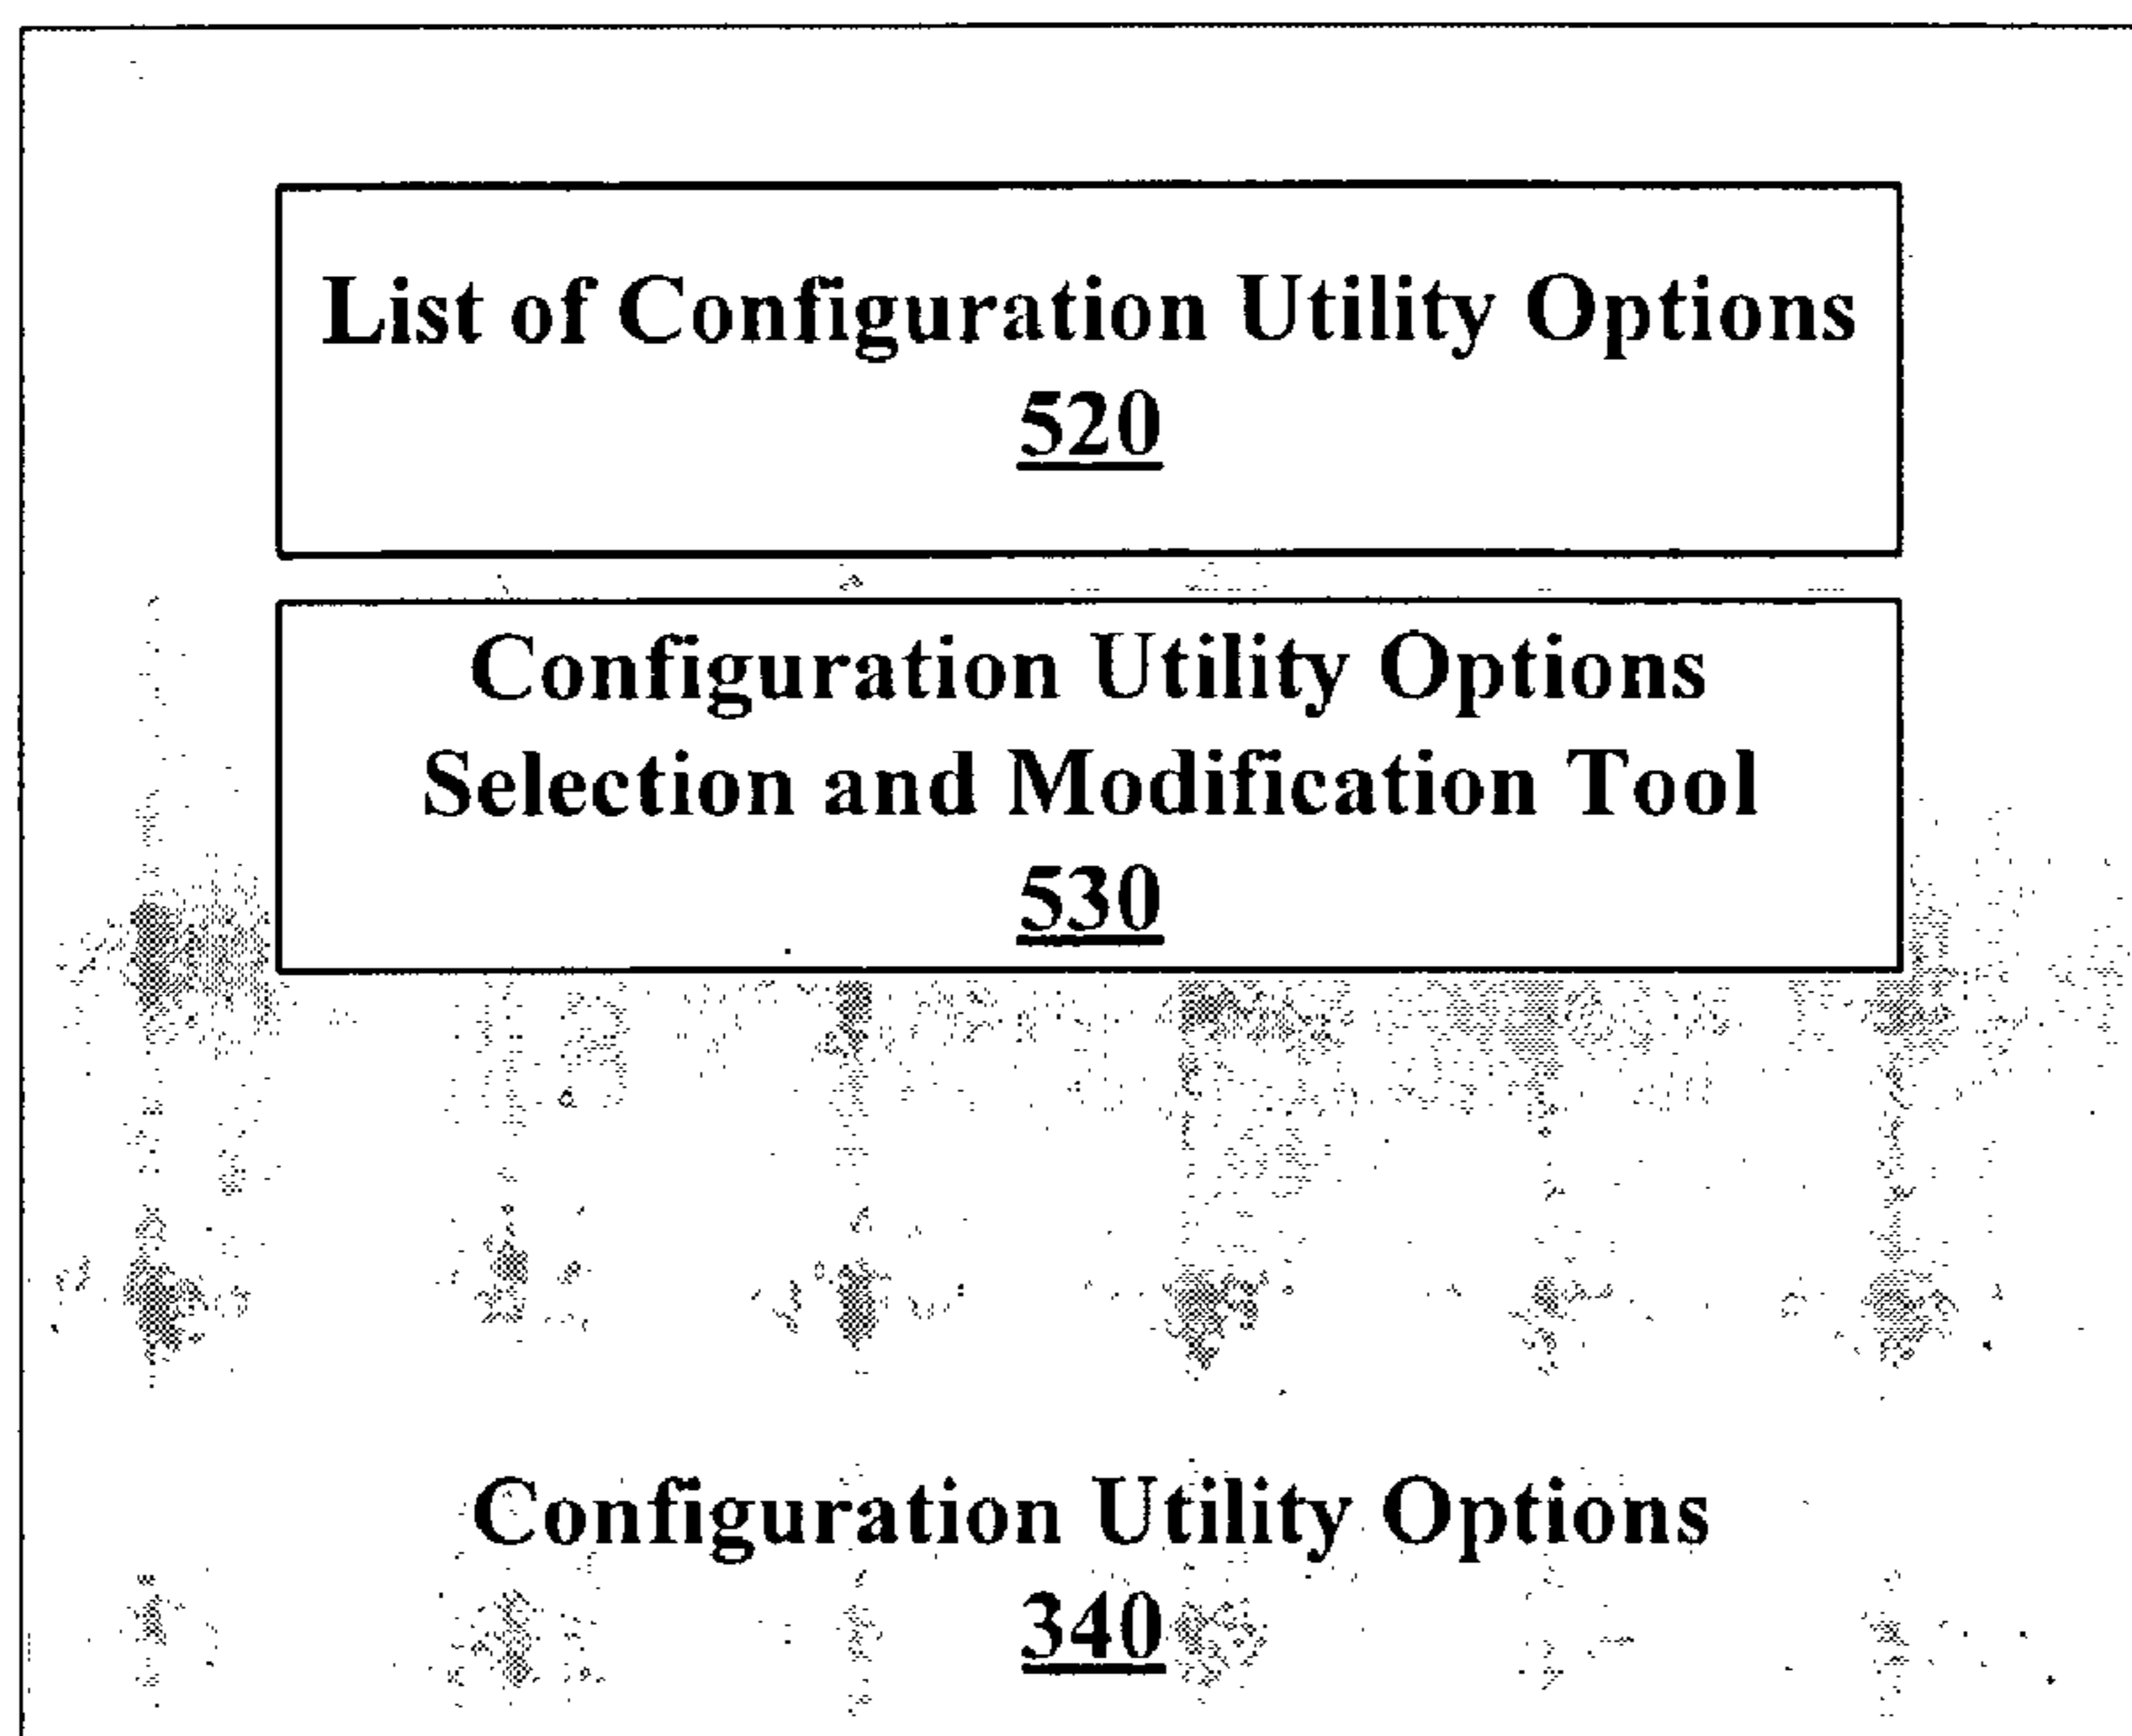 List of Configuration Utility Options
520
Configuration Utility Options
Selection and Modification Tool
530
Configuration Utility Options
340